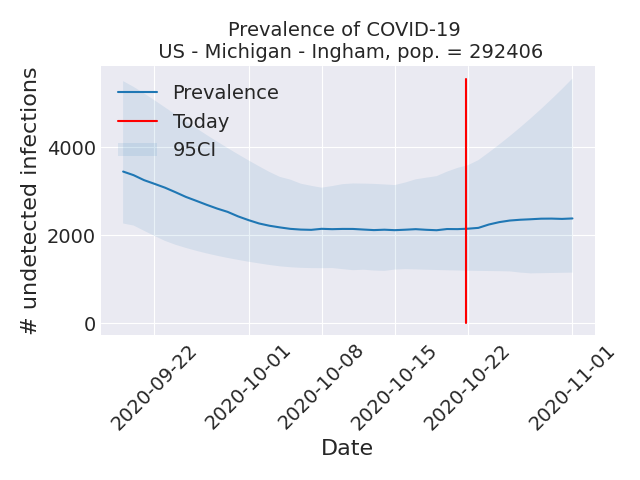 Prevalence of COVID-19
US - Michigan - Ingham, pop. = 292406
# undetected infections
4000
2000
0
Prevalence
Today
95CI
2020-09-22
2020-10-01
2020-10-08
2020-10-15
2020-10-22
2020-11-01
Date